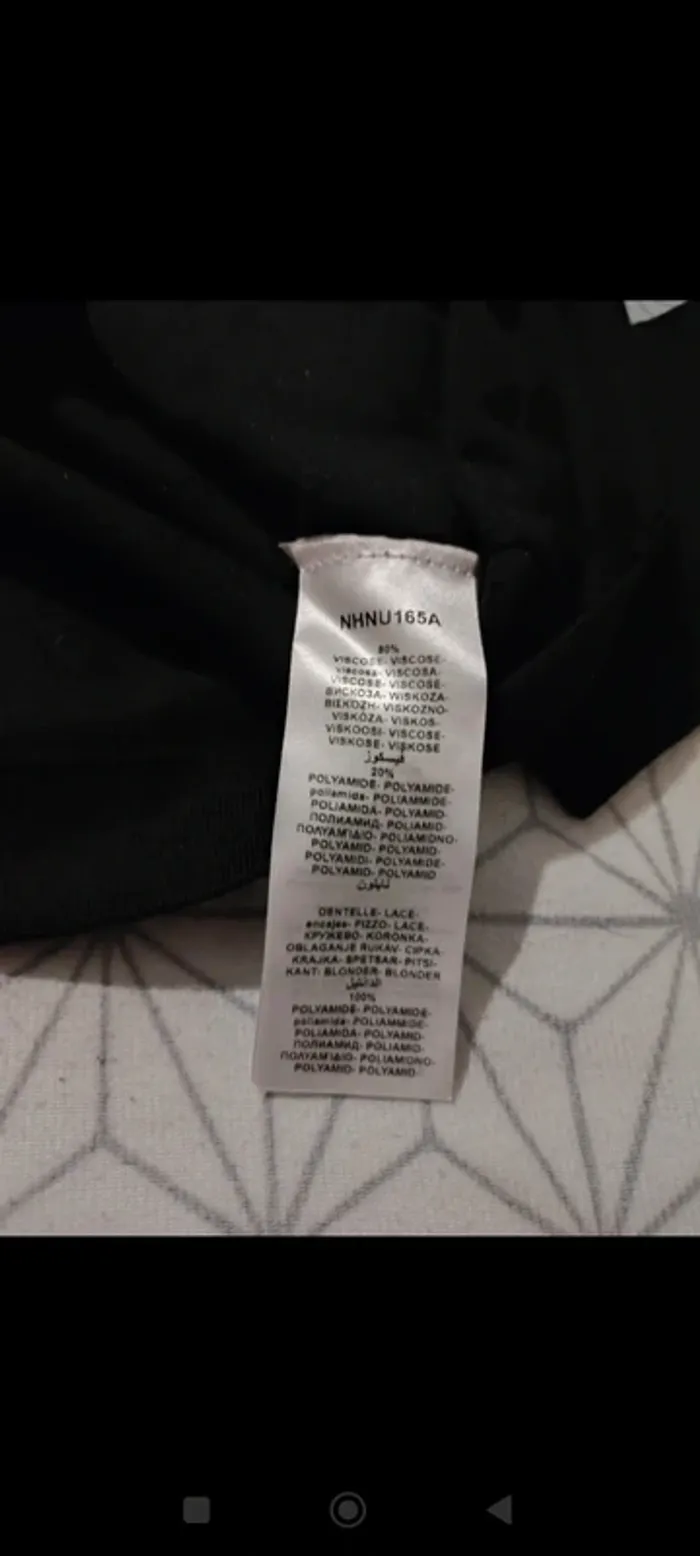 NHNU165A
80%
VISCOSE- VISCOSE-
viscosa- VISCOSA-
VISCOSE- VISCOSE-
ВИСКОЗА- WISKOZA-
ΒΙΣΚΟΖΗ- VISKOZNO-
VISKÓZA- VISKOS-
VISKOOSI- VISCOSE-
VISKOSE- VISKOSE
فيسكوز
20%
POLYAMIDE- POLYAMIDE-
poliamida- POLIAMMIDE-
POLIAMIDA- POLYAMID-
ПОЛИАМИД- POLIAMID-
ΠΟΛΥΑΜΊΔΙΟ- POLIAMIDNO-
POLYAMID- POLYAMID-
POLYAMIDI- POLYAMIDE-
POLYAMID- POLYAMID
نايلون
DENTELLE- LACE-
encajes- PIZZO- LACE-
КРУЖЕВО- KORONKA-
OBLAGANJE RUKAV- CIPKA-
KRAJKA- SPETSAR- PITSI-
KANT- BLONDER- BLONDER
الدانتيل
100%
POLYAMIDE- POLYAMIDE-
poliamida- POLIAMMIDE-
POLIAMIDA- POLYAMID-
ПОЛИАМИД- POLIAMID-
ΠΟΛΥΑΜΊΔΙΟ- POLIAMIDNO-
POLYAMID- POLYAMID-